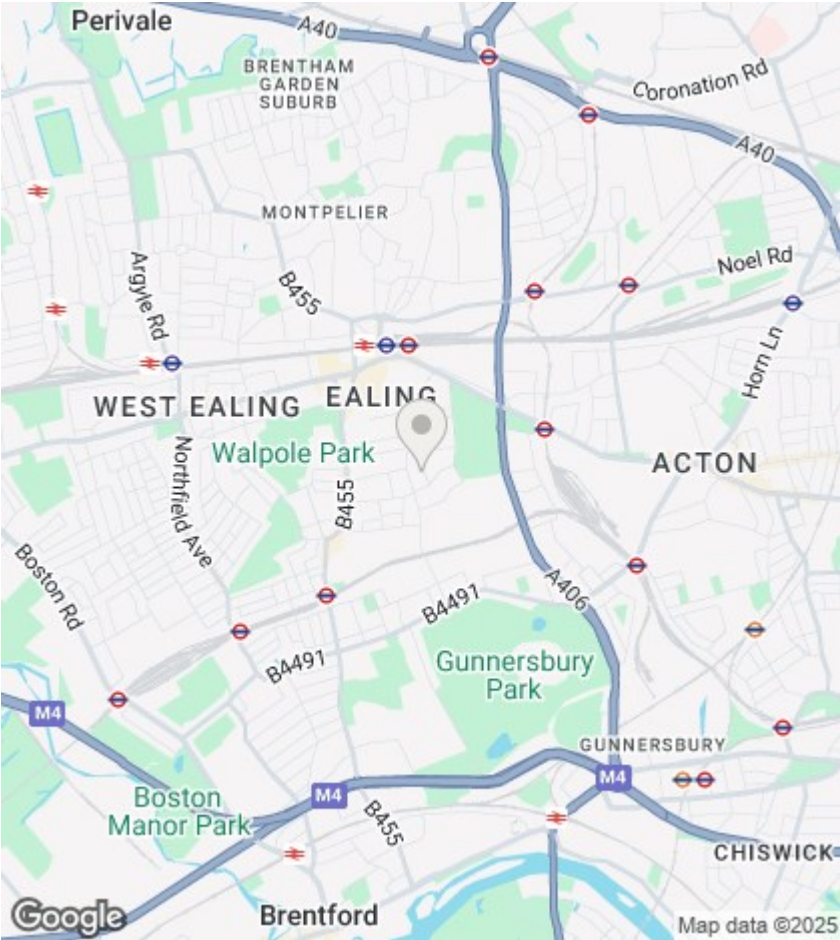 Perivale
A40
BRENTHAM
GARDEN
SUBURB
Coronation Rd
A40
MONTPELIER
Argyle Rd
B455
Noel Rd
Horn Ln
WEST EALING
EALING
Walpole Park
ACTON
Northfield Ave
B455
Boston Rd
A406
B4491
B4491
Gunnersbury
Park
M4
GUNNERSBURY
M4
M4
Boston
Manor Park
B455
CHISWICK
Google
Brentford
Map data ©2025